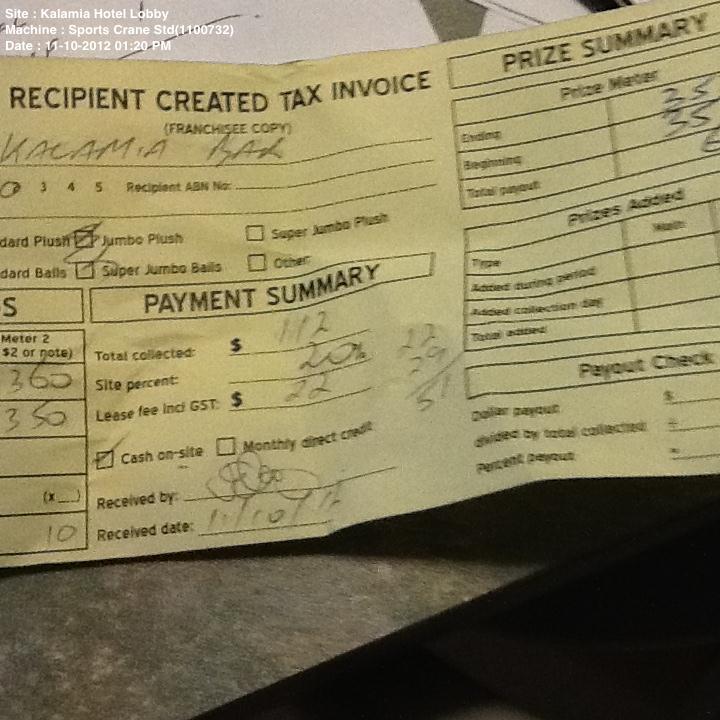 Site : Kalamia Hotel Lobby
Machine : Sports Crane Std(1100732)
Date : 11-10-2012 01:20 PM
RECIPIENT CREATED TAX INVOICE
(FRANCHISEE COPY)
KALAMIA BAR
3 4 5 Recipient ABN No:
dard Plush Jumbo Plush Super Jumbo Plush
dard Balls Super Jumbo Balls Other
S
Meter 2
$2 or note)
360
350
(x )
10
PAYMENT SUMMARY
Total collected: $ 112
Site percent: 20%
Lease fee incl GST: $ 22
22
29
51
Cash on-site Monthly direct credit
Received by:
Received date: 11/10/12
PRIZE SUMMARY
Prize Meter
Ending
Beginning
Total payout
Prizes Added
Type
Added during period
Added collection day
Total added
Payout Check
Dollar payout: $
divided by total collected: ÷
Percent payout: =